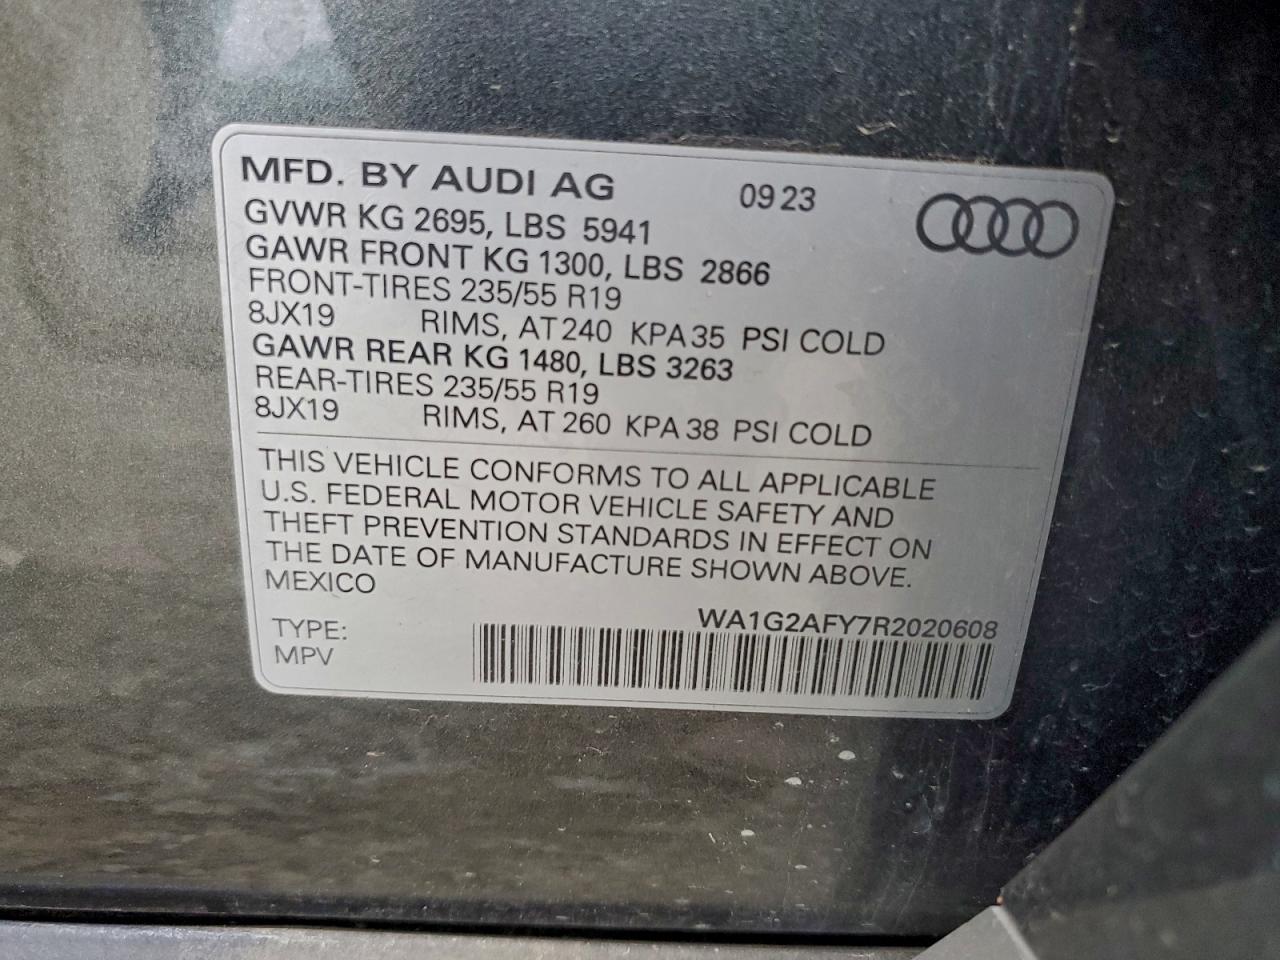 MFD. BY AUDI AG 09 23
GVWR KG 2695, LBS 5941
GAWR FRONT KG 1300, LBS 2866
FRONT-TIRES 235/55 R19
8JX19 RIMS, AT 240 KPA 35 PSI COLD
GAWR REAR KG 1480, LBS 3263
REAR-TIRES 235/55 R19
8JX19 RIMS, AT 260 KPA 38 PSI COLD
THIS VEHICLE CONFORMS TO ALL APPLICABLE
U.S. FEDERAL MOTOR VEHICLE SAFETY AND
THEFT PREVENTION STANDARDS IN EFFECT ON
THE DATE OF MANUFACTURE SHOWN ABOVE.
MEXICO
WA1G2AFY7R2020608
TYPE:
MPV